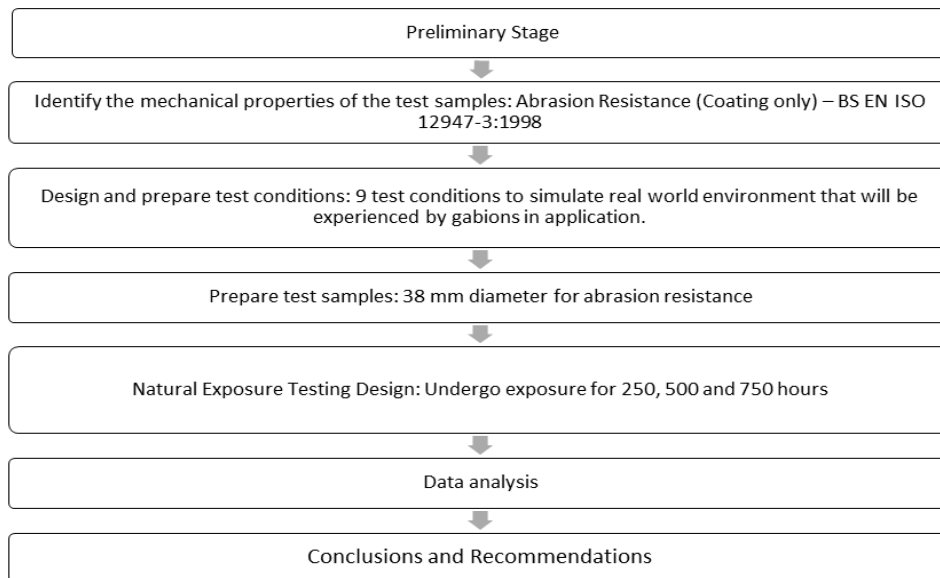 Preliminary Stage
Identify the mechanical properties of the test samples: Abrasion Resistance (Coating only) – BS EN ISO
12947-3:1998
Design and prepare test conditions: 9 test conditions to simulate real world environment that will be
experienced by gabions in application.
Prepare test samples: 38 mm diameter for abrasion resistance
Natural Exposure Testing Design: Undergo exposure for 250, 500 and 750 hours
Data analysis
Conclusions and Recommendations